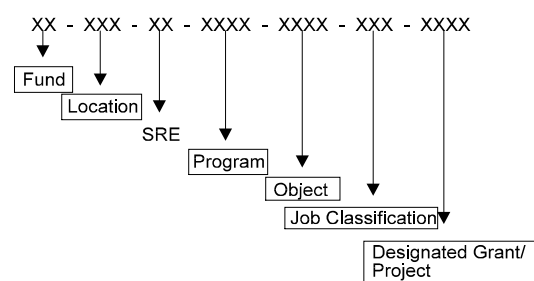 XX - XXX - XX - XXXX - XXXX - XXX - XXXX
Fund
Location
SRE
Program
Object
Job Classification
Designated Grant/
Project